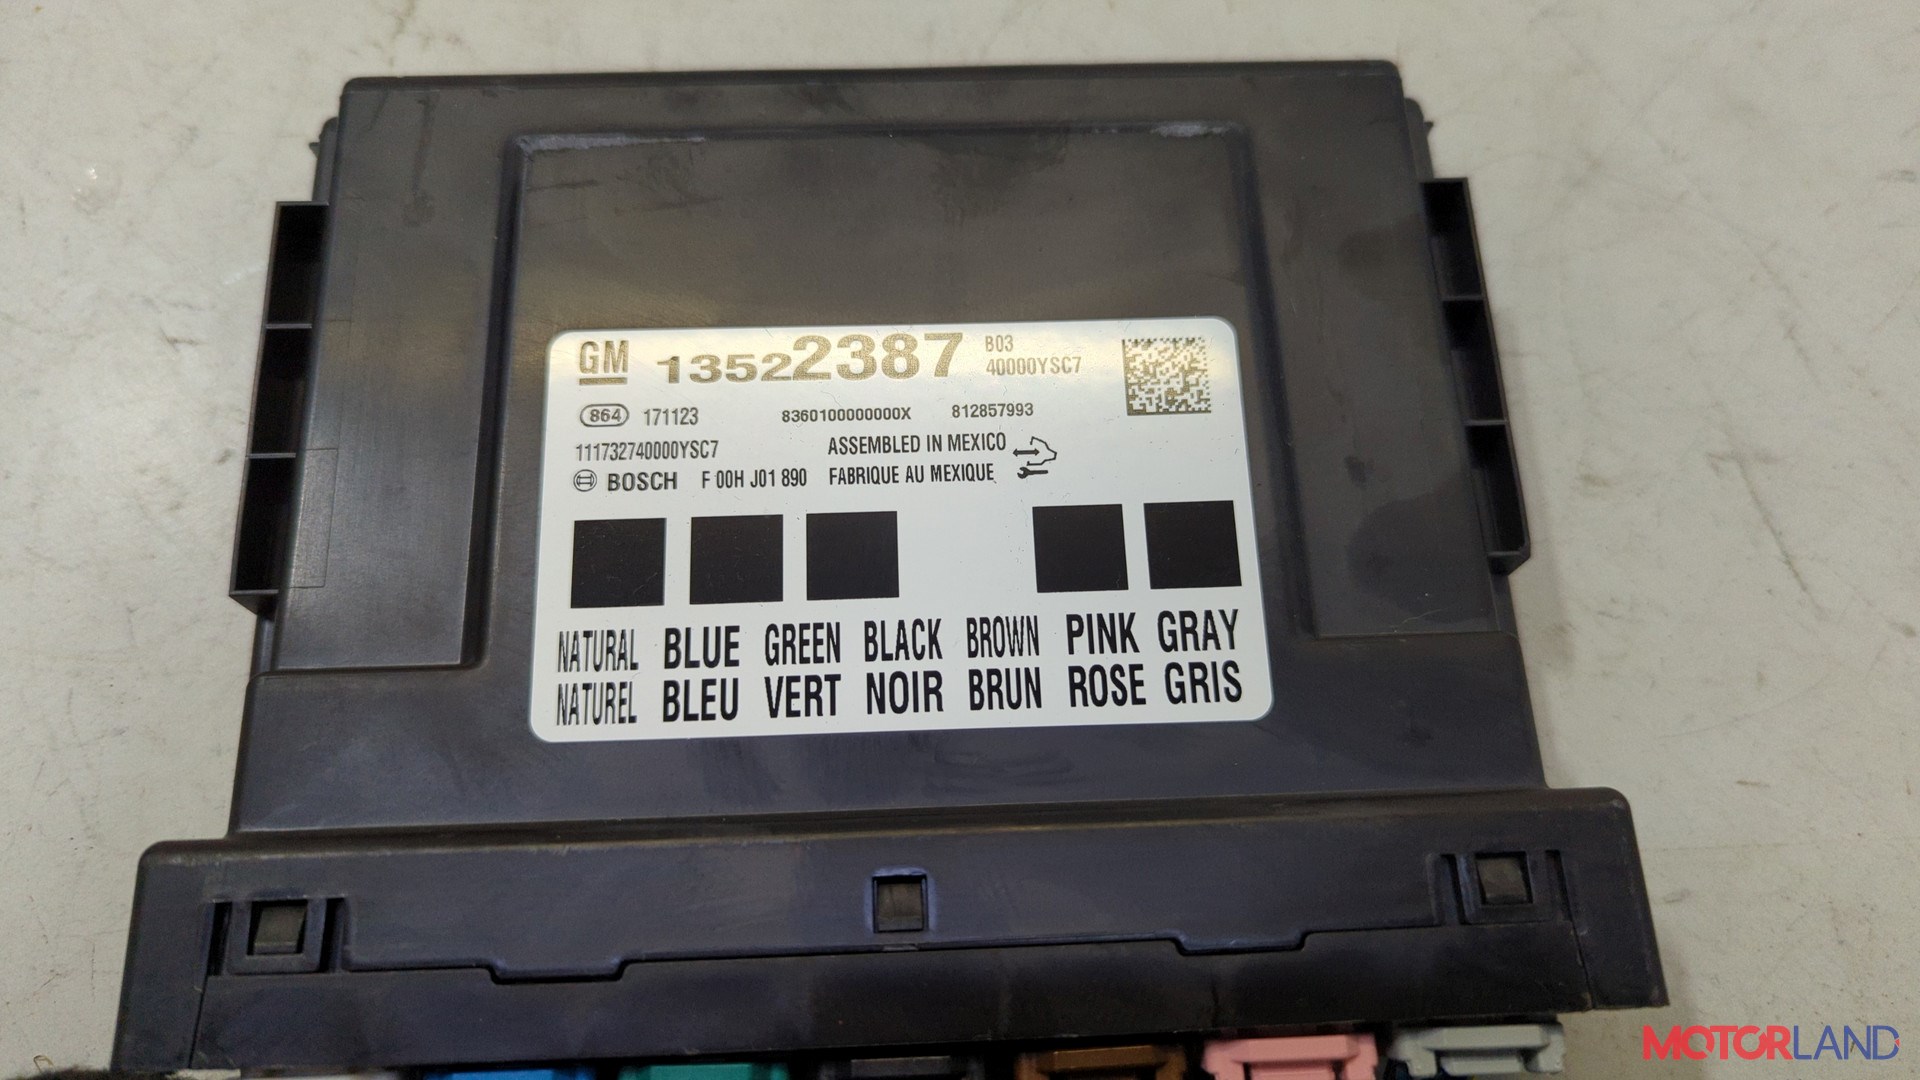 GM 13522387 B03
40000YSC7
864 171123 8360100000000X 812857993
111732740000YSC7 ASSEMBLED IN MEXICO
BOSCH F 00H J01 890 FABRIQUE AU MEXIQUE
NATURAL BLUE GREEN BLACK BROWN PINK GRAY
NATUREL BLEU VERT NOIR BRUN ROSE GRIS
MOTORLAND